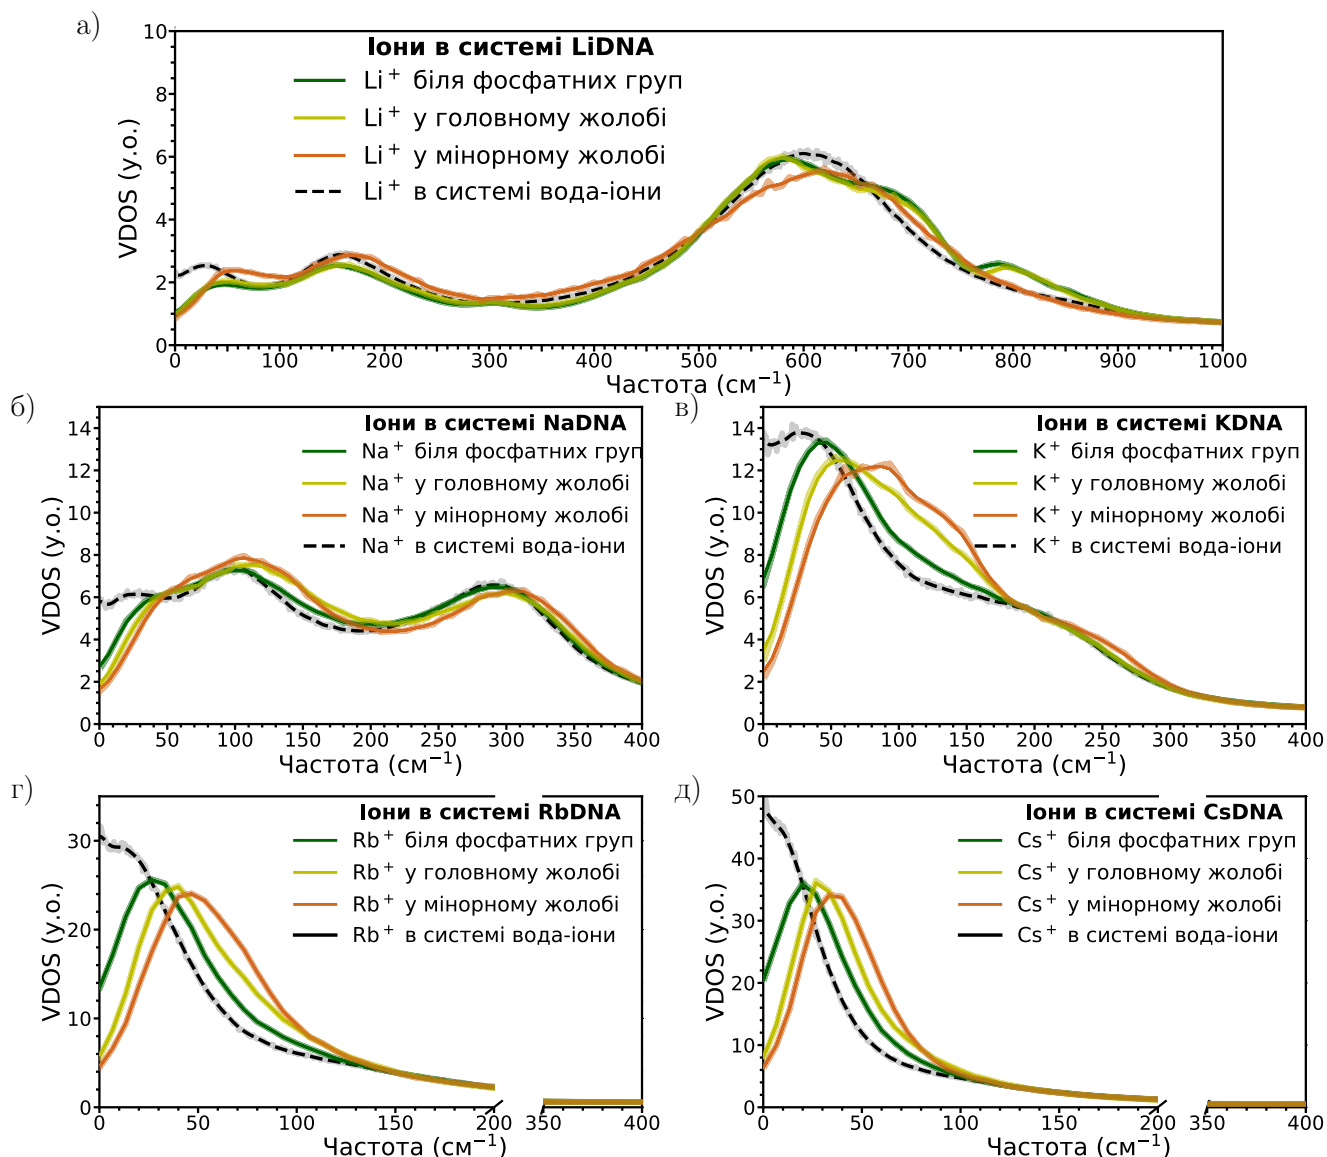 а)
Іони в системі LiDNA
Li⁺ біля фосфатних груп
Li⁺ у головному жолобі
Li⁺ у мінорному жолобі
Li⁺ в системі вода-іони
VDOS (у.о.)
10
8
6
4
2
0
0 100 200 300 400 500 600 700 800 900 1000
Частота (см⁻¹)
б)
Іони в системі NaDNA
Na⁺ біля фосфатних груп
Na⁺ у головному жолобі
Na⁺ у мінорному жолобі
Na⁺ в системі вода-іони
VDOS (у.о.)
14
12
10
8
6
4
2
0
0 50 100 150 200 250 300 350 400
Частота (см⁻¹)
в)
Іони в системі KDNA
K⁺ біля фосфатних груп
K⁺ у головному жолобі
K⁺ у мінорному жолобі
K⁺ в системі вода-іони
VDOS (у.о.)
14
12
10
8
6
4
2
0
0 50 100 150 200 250 300 350 400
Частота (см⁻¹)
г)
Іони в системі RbDNA
Rb⁺ біля фосфатних груп
Rb⁺ у головному жолобі
Rb⁺ у мінорному жолобі
Rb⁺ в системі вода-іони
VDOS (у.о.)
30
20
10
0
0 50 100 150 200 350 400
Частота (см⁻¹)
д)
Іони в системі CsDNA
Cs⁺ біля фосфатних груп
Cs⁺ у головному жолобі
Cs⁺ у мінорному жолобі
Cs⁺ в системі вода-іони
VDOS (у.о.)
50
40
30
20
10
0
0 50 100 150 200 350 400
Частота (см⁻¹)